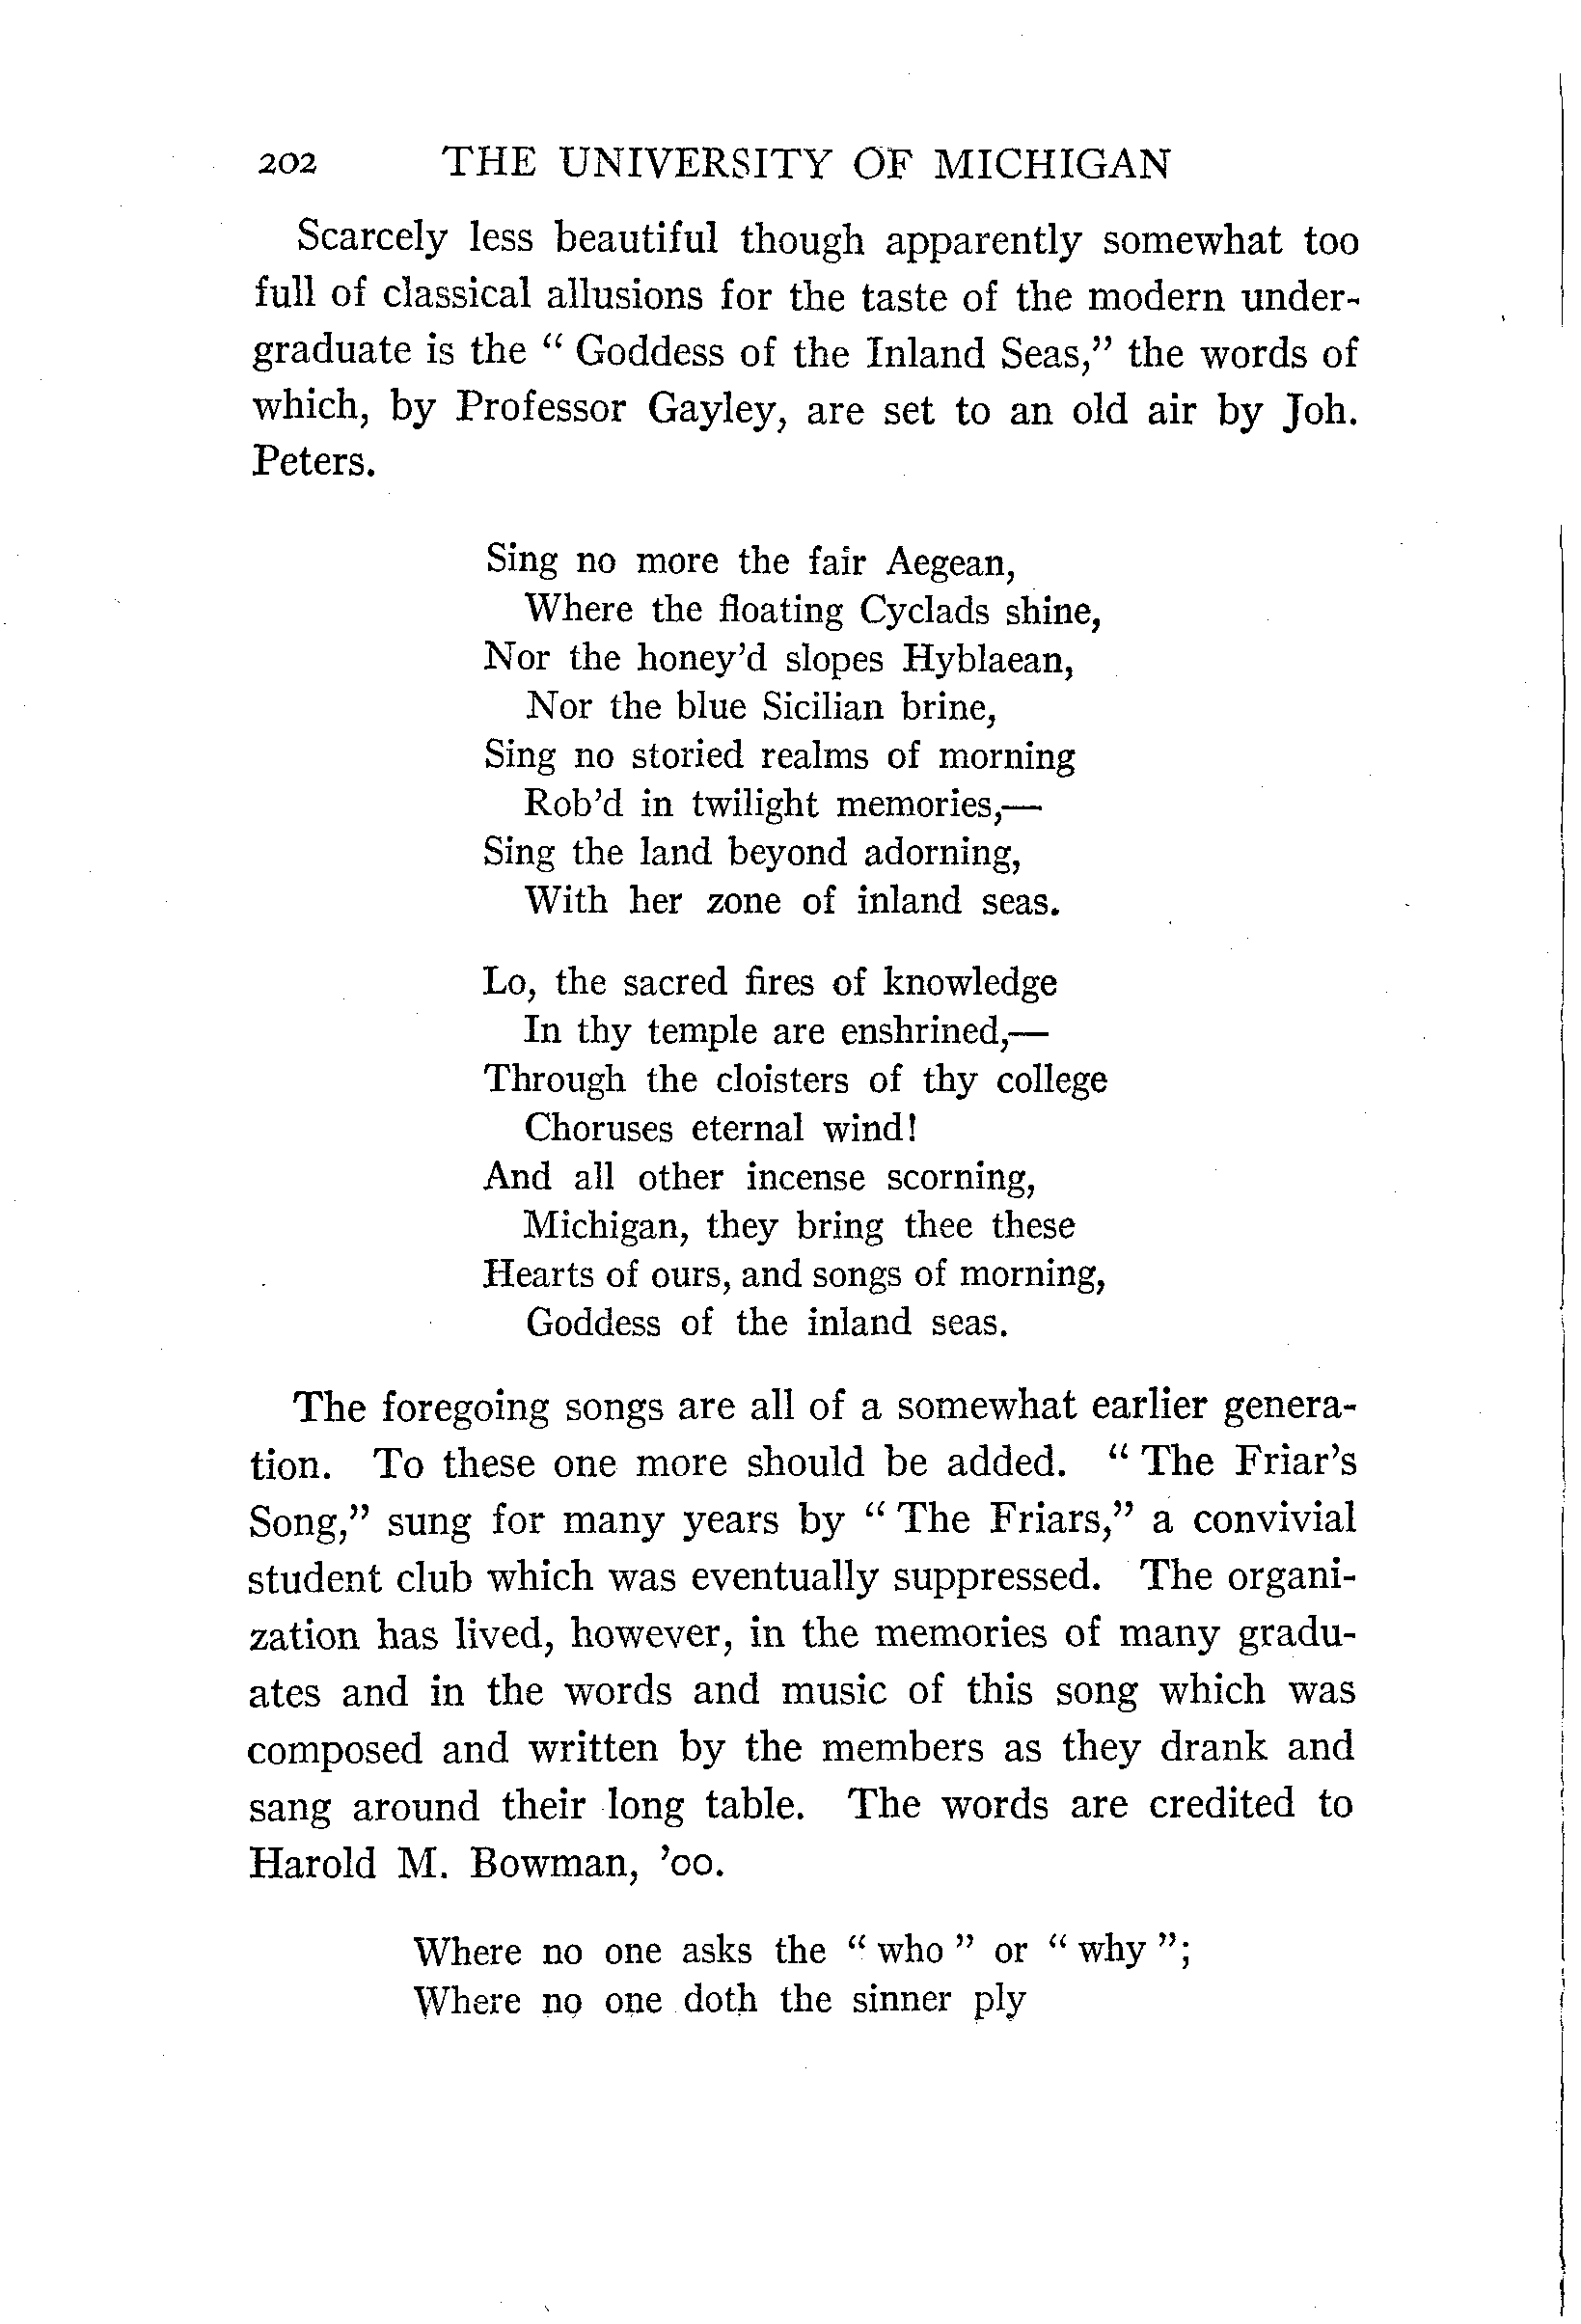 202 THE UNIVERSITY OF MICHIGAN
Scarcely less beautiful though apparently somewhat too
full of classical allusions for the taste of the modern under-
graduate is the " Goddess of the Inland Seas," the words of
which, by Professor Gayley, are set to an old air by Joh.
Peters.
Sing no more the fair Aegean,
Where the floating Cyclads shine,
Nor the honey'd slopes Hyblaean,
Nor the blue Sicilian brine,
Sing no storied realms of morning
Rob'd in twilight memories,—
Sing the land beyond adorning,
With her zone of inland seas.
Lo, the sacred fires of knowledge
In thy temple are enshrined,—
Through the cloisters of thy college
Choruses eternal wind!
And all other incense scorning,
Michigan, they bring thee these
Hearts of ours, and songs of morning,
Goddess of the inland seas.
The foregoing songs are all of a somewhat earlier genera-
tion. To these one more should be added. " The Friar's
Song," sung for many years by " The Friars," a convivial
student club which was eventually suppressed. The organi-
zation has lived, however, in the memories of many gradu-
ates and in the words and music of this song which was
composed and written by the members as they drank and
sang around their long table. The words are credited to
Harold M. Bowman, '00.
Where no one asks the " who " or " why ";
Where no one doth the sinner ply